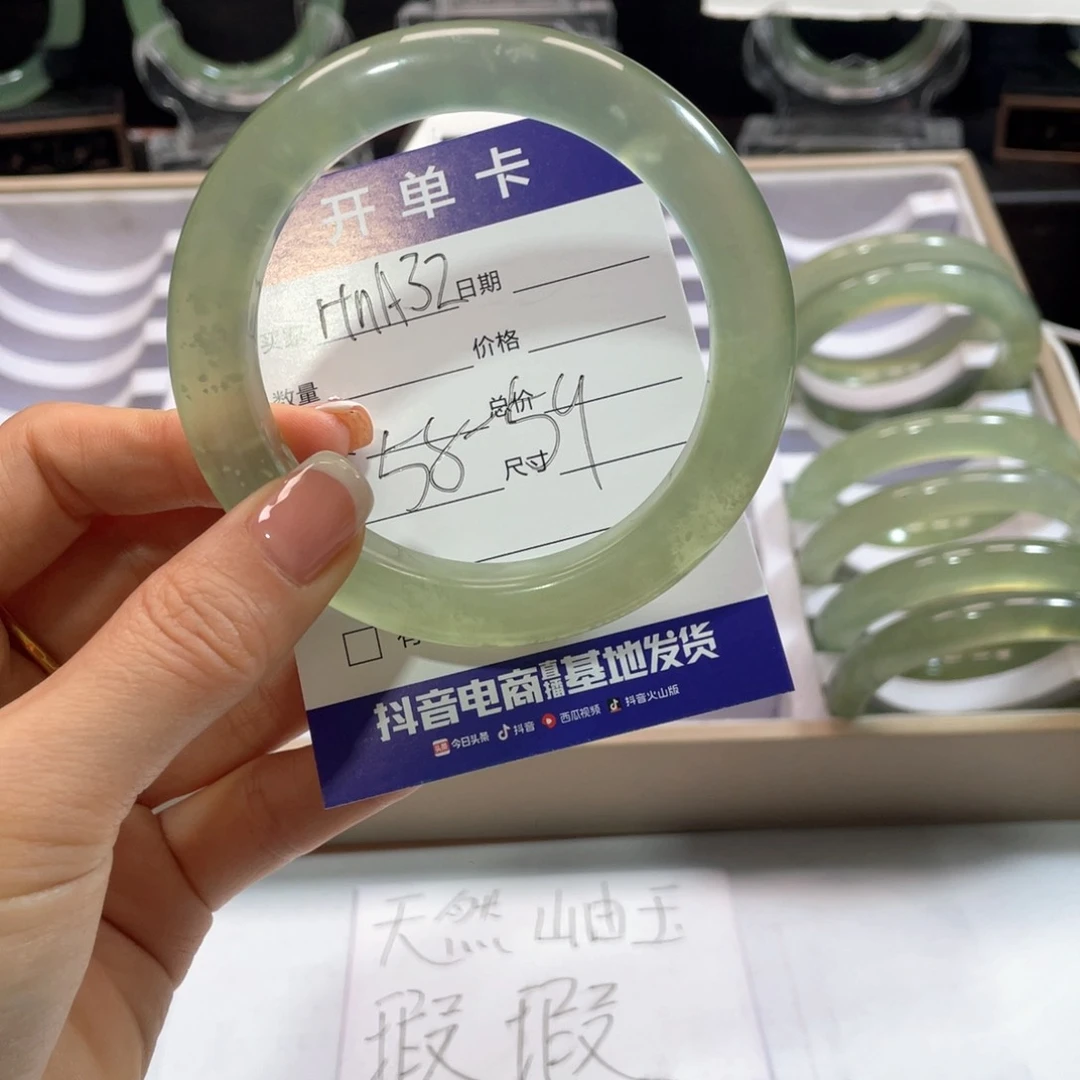 开单卡
买家 HnA32 日期
价格
数量
总价
58-59
尺寸
抖音电商直播基地发货
头条 今日头条 抖音 西瓜视频 抖音火山版
天然岫玉
瑕瑕